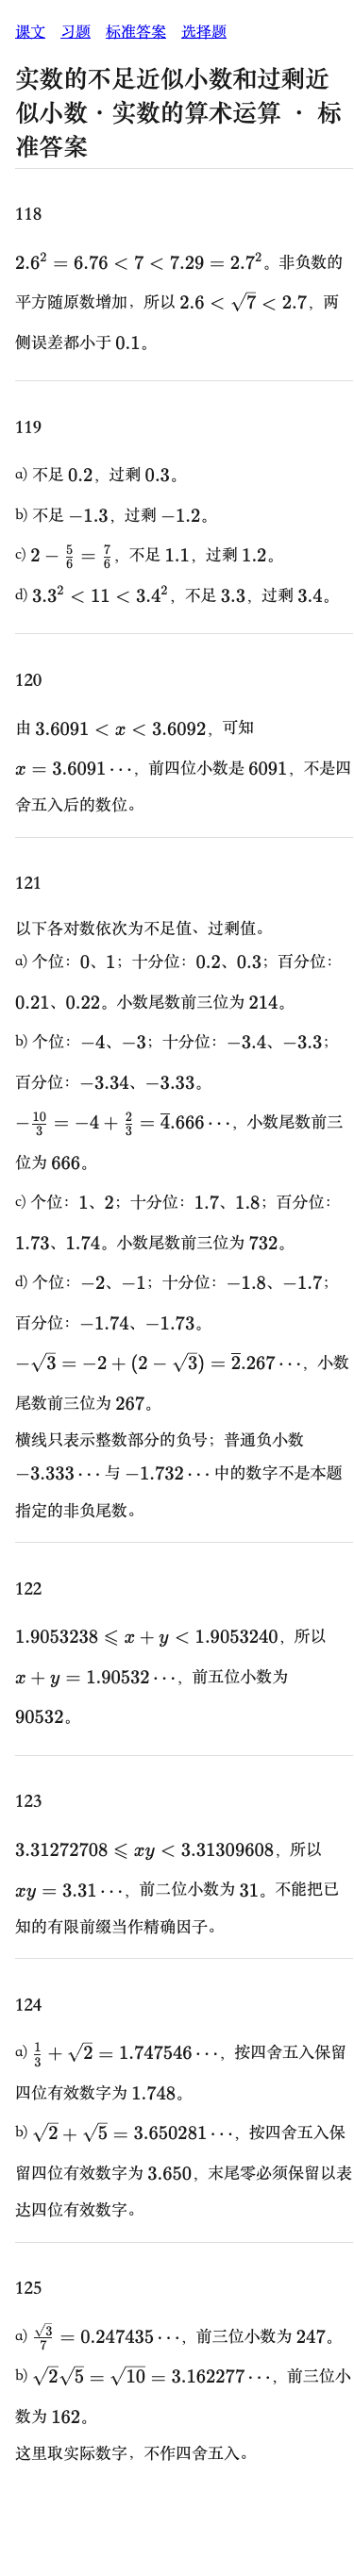 课文 习题 标准答案 选择题
实数的不足近似小数和过剩近
似小数 · 实数的算术运算 · 标
准答案
118
2.6² = 6.76 < 7 < 7.29 = 2.7²。非负数的
平方随原数增加，所以 2.6 < √7 < 2.7，两
侧误差都小于 0.1。
119
a) 不足 0.2，过剩 0.3。
b) 不足 −1.3，过剩 −1.2。
c) 2 − 5/6 = 7/6，不足 1.1，过剩 1.2。
d) 3.3² < 11 < 3.4²，不足 3.3，过剩 3.4。
120
由 3.6091 < x < 3.6092，可知
x = 3.6091⋯，前四位小数是 6091，不是四
舍五入后的数位。
121
以下各对数依次为不足值、过剩值。
a) 个位：0、1；十分位：0.2、0.3；百分位：
0.21、0.22。小数尾数前三位为 214。
b) 个位：−4、−3；十分位：−3.4、−3.3；
百分位：−3.34、−3.33。
−10/3 = −4 + 2/3 = 4̅.666⋯，小数尾数前三
位为 666。
c) 个位：1、2；十分位：1.7、1.8；百分位：
1.73、1.74。小数尾数前三位为 732。
d) 个位：−2、−1；十分位：−1.8、−1.7；
百分位：−1.74、−1.73。
−√3 = −2 + (2 − √3) = 2̅.267⋯，小数
尾数前三位为 267。
横线只表示整数部分的负号；普通负小数
−3.333⋯ 与 −1.732⋯ 中的数字不是本题
指定的非负尾数。
122
1.9053238 ⩽ x + y < 1.9053240，所以
x + y = 1.90532⋯，前五位小数为
90532。
123
3.31272708 ⩽ xy < 3.31309608，所以
xy = 3.31⋯，前二位小数为 31。不能把已
知的有限前缀当作精确因子。
124
a) 1/3 + √2 = 1.747546⋯，按四舍五入保留
四位有效数字为 1.748。
b) √2 + √5 = 3.650281⋯，按四舍五入保
留四位有效数字为 3.650，末尾零必须保留以表
达四位有效数字。
125
a) √3/7 = 0.247435⋯，前三位小数为 247。
b) √2√5 = √10 = 3.162277⋯，前三位小
数为 162。
这里取实际数字，不作四舍五入。